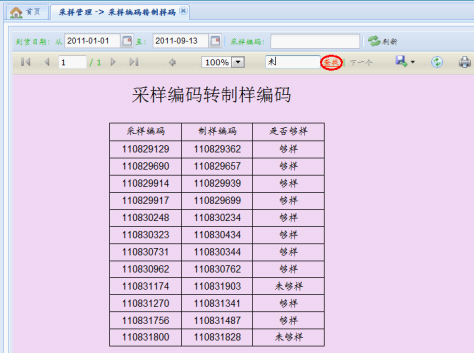 首页 采样管理 -> 采样编码转制样码
到货日期: 从 2011-01-01 至: 2011-09-13 采样编码: 刷新
1 / 1 100% 未 查找 下一个
采样编码转制样编码
采样编码 制样编码 是否够样
110829129 110829362 够样
110829690 110829657 够样
110829914 110829939 够样
110829917 110829699 够样
110830248 110830234 够样
110830323 110830434 够样
110830731 110830344 够样
110830962 110830762 够样
110831174 110831903 未够样
110831270 110831341 够样
110831756 110831487 够样
110831800 110831828 未够样